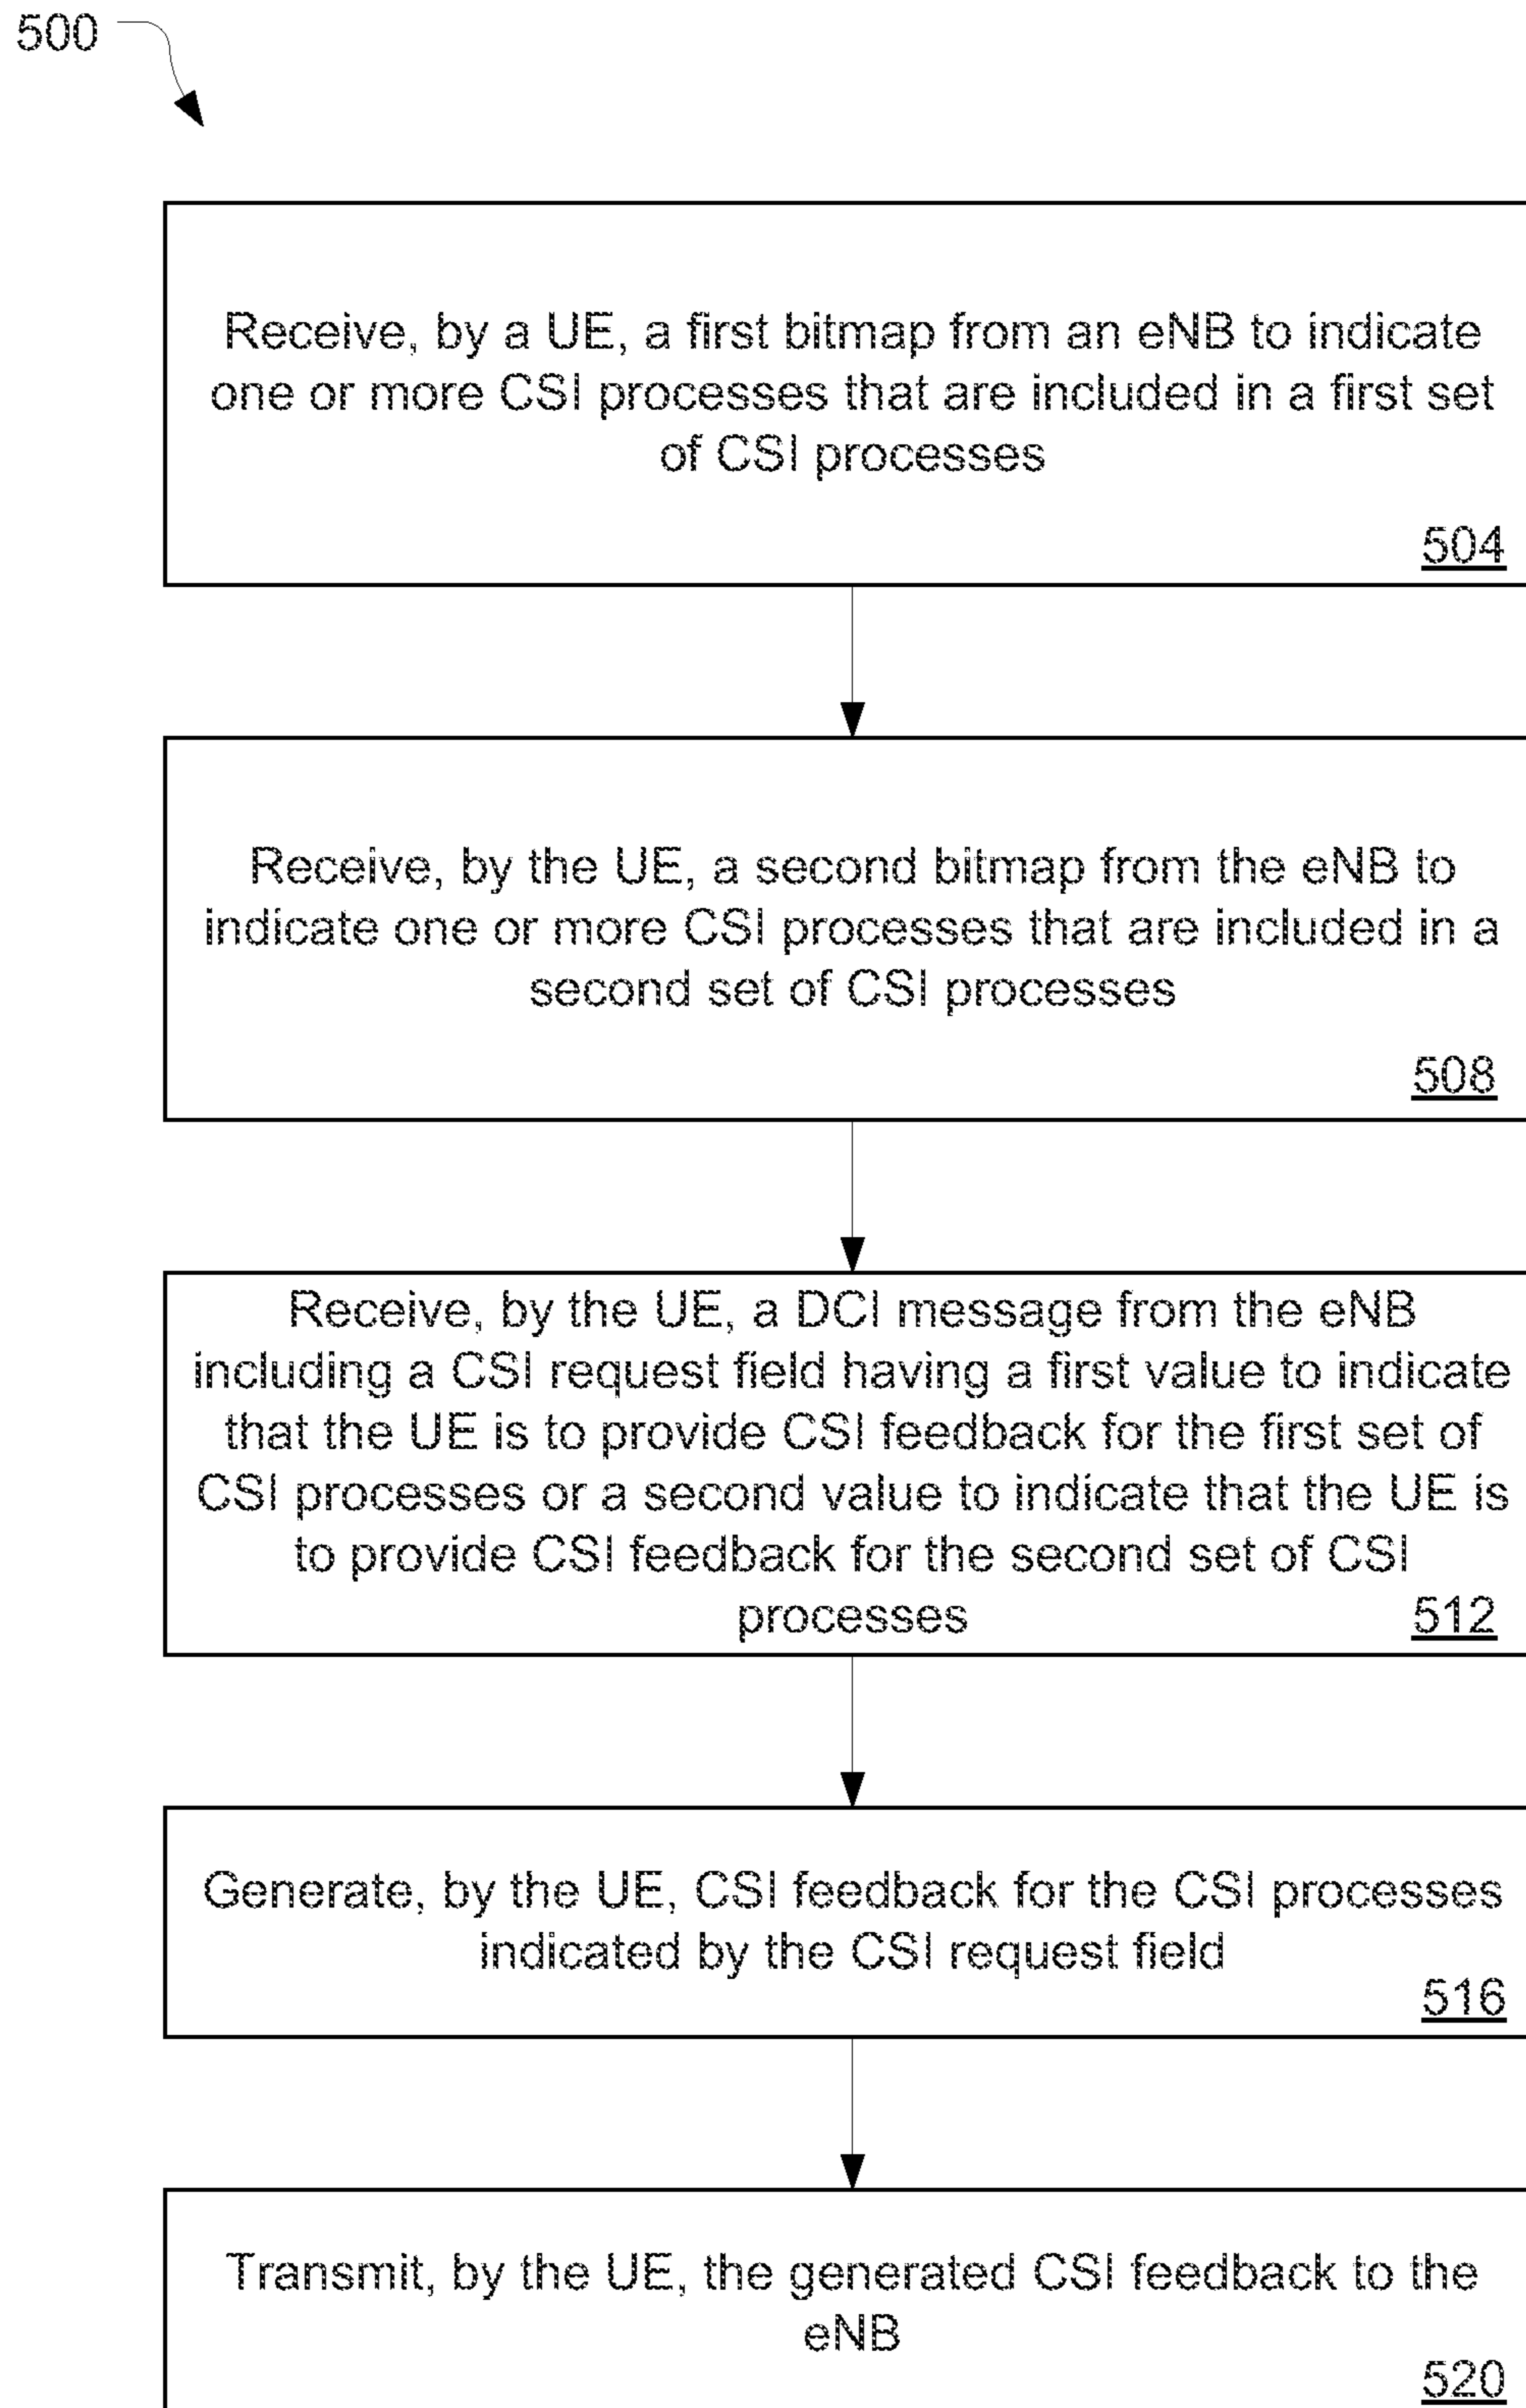 500
Receive, by a UE, a first bitmap from an eNB to indicate
one or more CSI processes that are included in a first set
of CSI processes
504
Receive, by the UE, a second bitmap from the eNB to
indicate one or more CSI processes that are included in a
second set of CSI processes
508
Receive, by the UE, a DCI message from the eNB
including a CSI request field having a first value to indicate
that the UE is to provide CSI feedback for the first set of
CSI processes or a second value to indicate that the UE is
to provide CSI feedback for the second set of CSI
processes
512
Generate, by the UE, CSI feedback for the CSI processes
indicated by the CSI request field
516
Transmit, by the UE, the generated CSI feedback to the
eNB
520